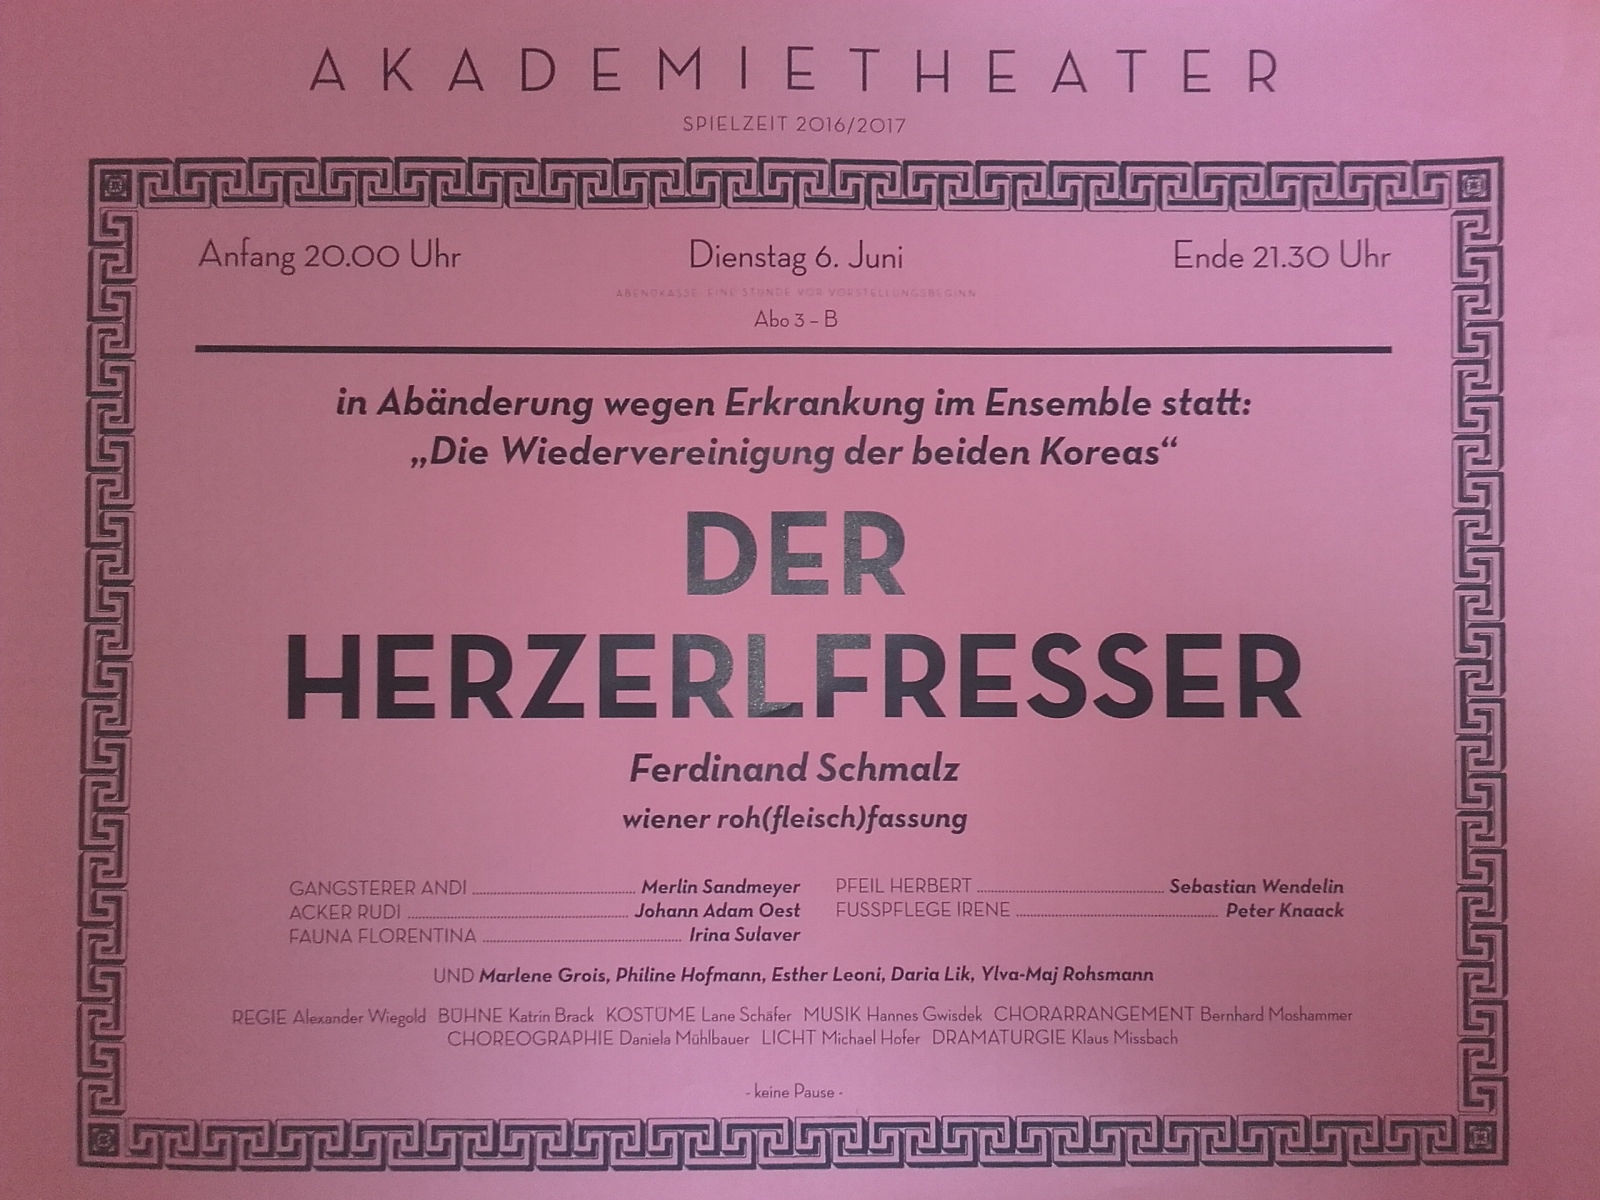 AKADEMIETHEATER
SPIELZEIT 2016/2017
Anfang 20.00 Uhr Dienstag 6. Juni Ende 21.30 Uhr
ABENDKASSE: EINE STUNDE VOR VORSTELLUNGSBEGINN
Abo 3 – B
in Abänderung wegen Erkrankung im Ensemble statt:
„Die Wiedervereinigung der beiden Koreas“
DER
HERZERLFRESSER
Ferdinand Schmalz
wiener roh(fleisch)fassung
GANGSTERER ANDI Merlin Sandmeyer PFEIL HERBERT Sebastian Wendelin
ACKER RUDI Johann Adam Oest FUSSPFLEGE IRENE Peter Knaack
FAUNA FLORENTINA Irina Sulaver
UND Marlene Grois, Philine Hofmann, Esther Leoni, Daria Lik, Ylva-Maj Rohsmann
REGIE Alexander Wiegold BÜHNE Katrin Brack KOSTÜME Lane Schäfer MUSIK Hannes Gwisdek CHORARRANGEMENT Bernhard Moshammer
CHOREOGRAPHIE Daniela Mühlbauer LICHT Michael Hofer DRAMATURGIE Klaus Missbach
- keine Pause -